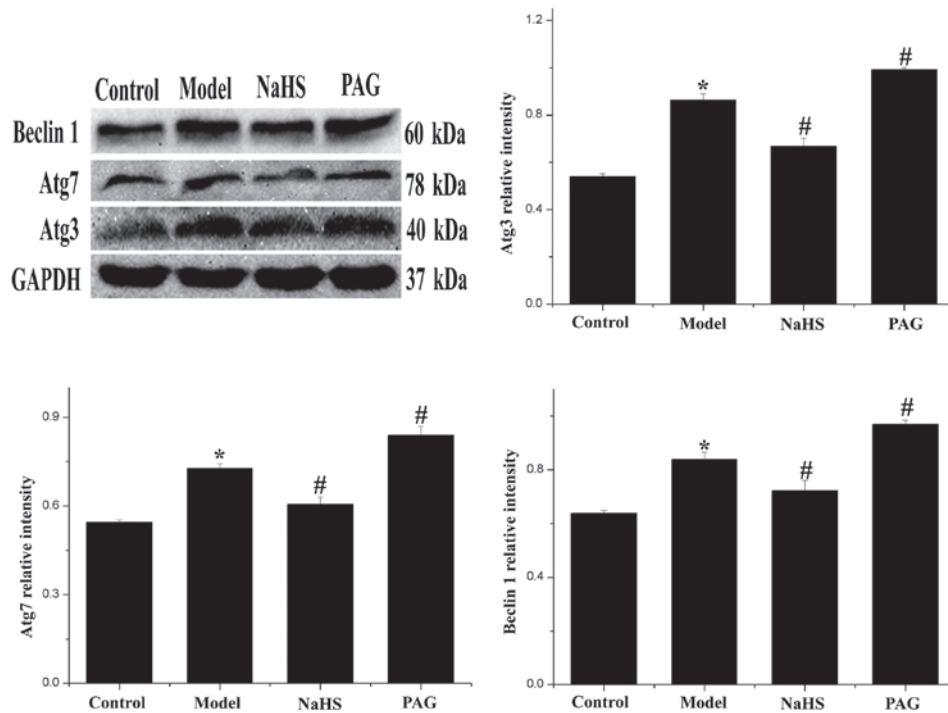 Control Model NaHS PAG
Beclin 1 60 kDa
Atg7 78 kDa
Atg3 40 kDa
GAPDH 37 kDa
Atg3 relative intensity
1.2
0.8
0.4
0.0
* # #
Control Model NaHS PAG
Atg7 relative intensity
0.9
0.6
0.3
0.0
* # #
Control Model NaHS PAG
Beclin 1 relative intensity
0.8
0.4
0.0
* # #
Control Model NaHS PAG